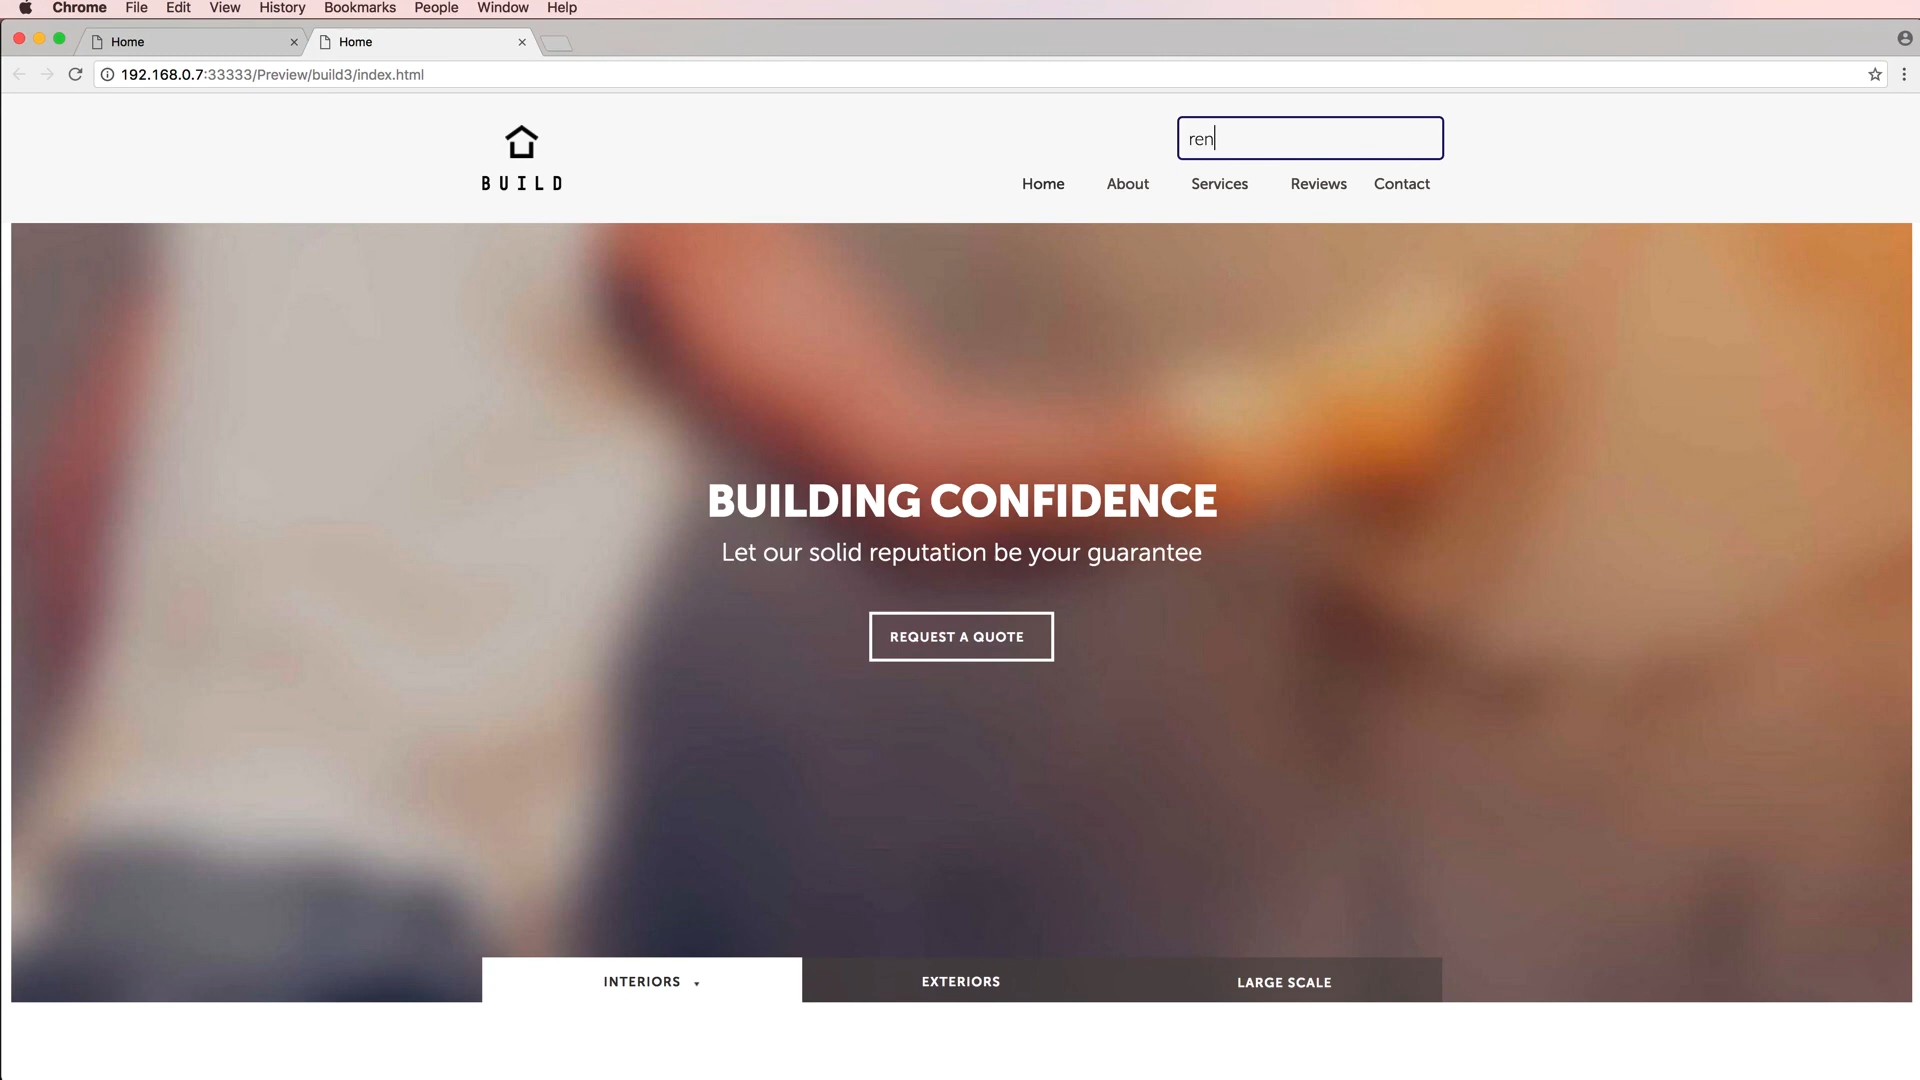 Chrome File Edit View History Bookmarks People Window Help
Home Home
192.168.0.7:33333/Preview/build3/index.html
ren
BUILD
Home About Services Reviews Contact
BUILDING CONFIDENCE
Let our solid reputation be your guarantee
REQUEST A QUOTE
INTERIORS EXTERIORS LARGE SCALE